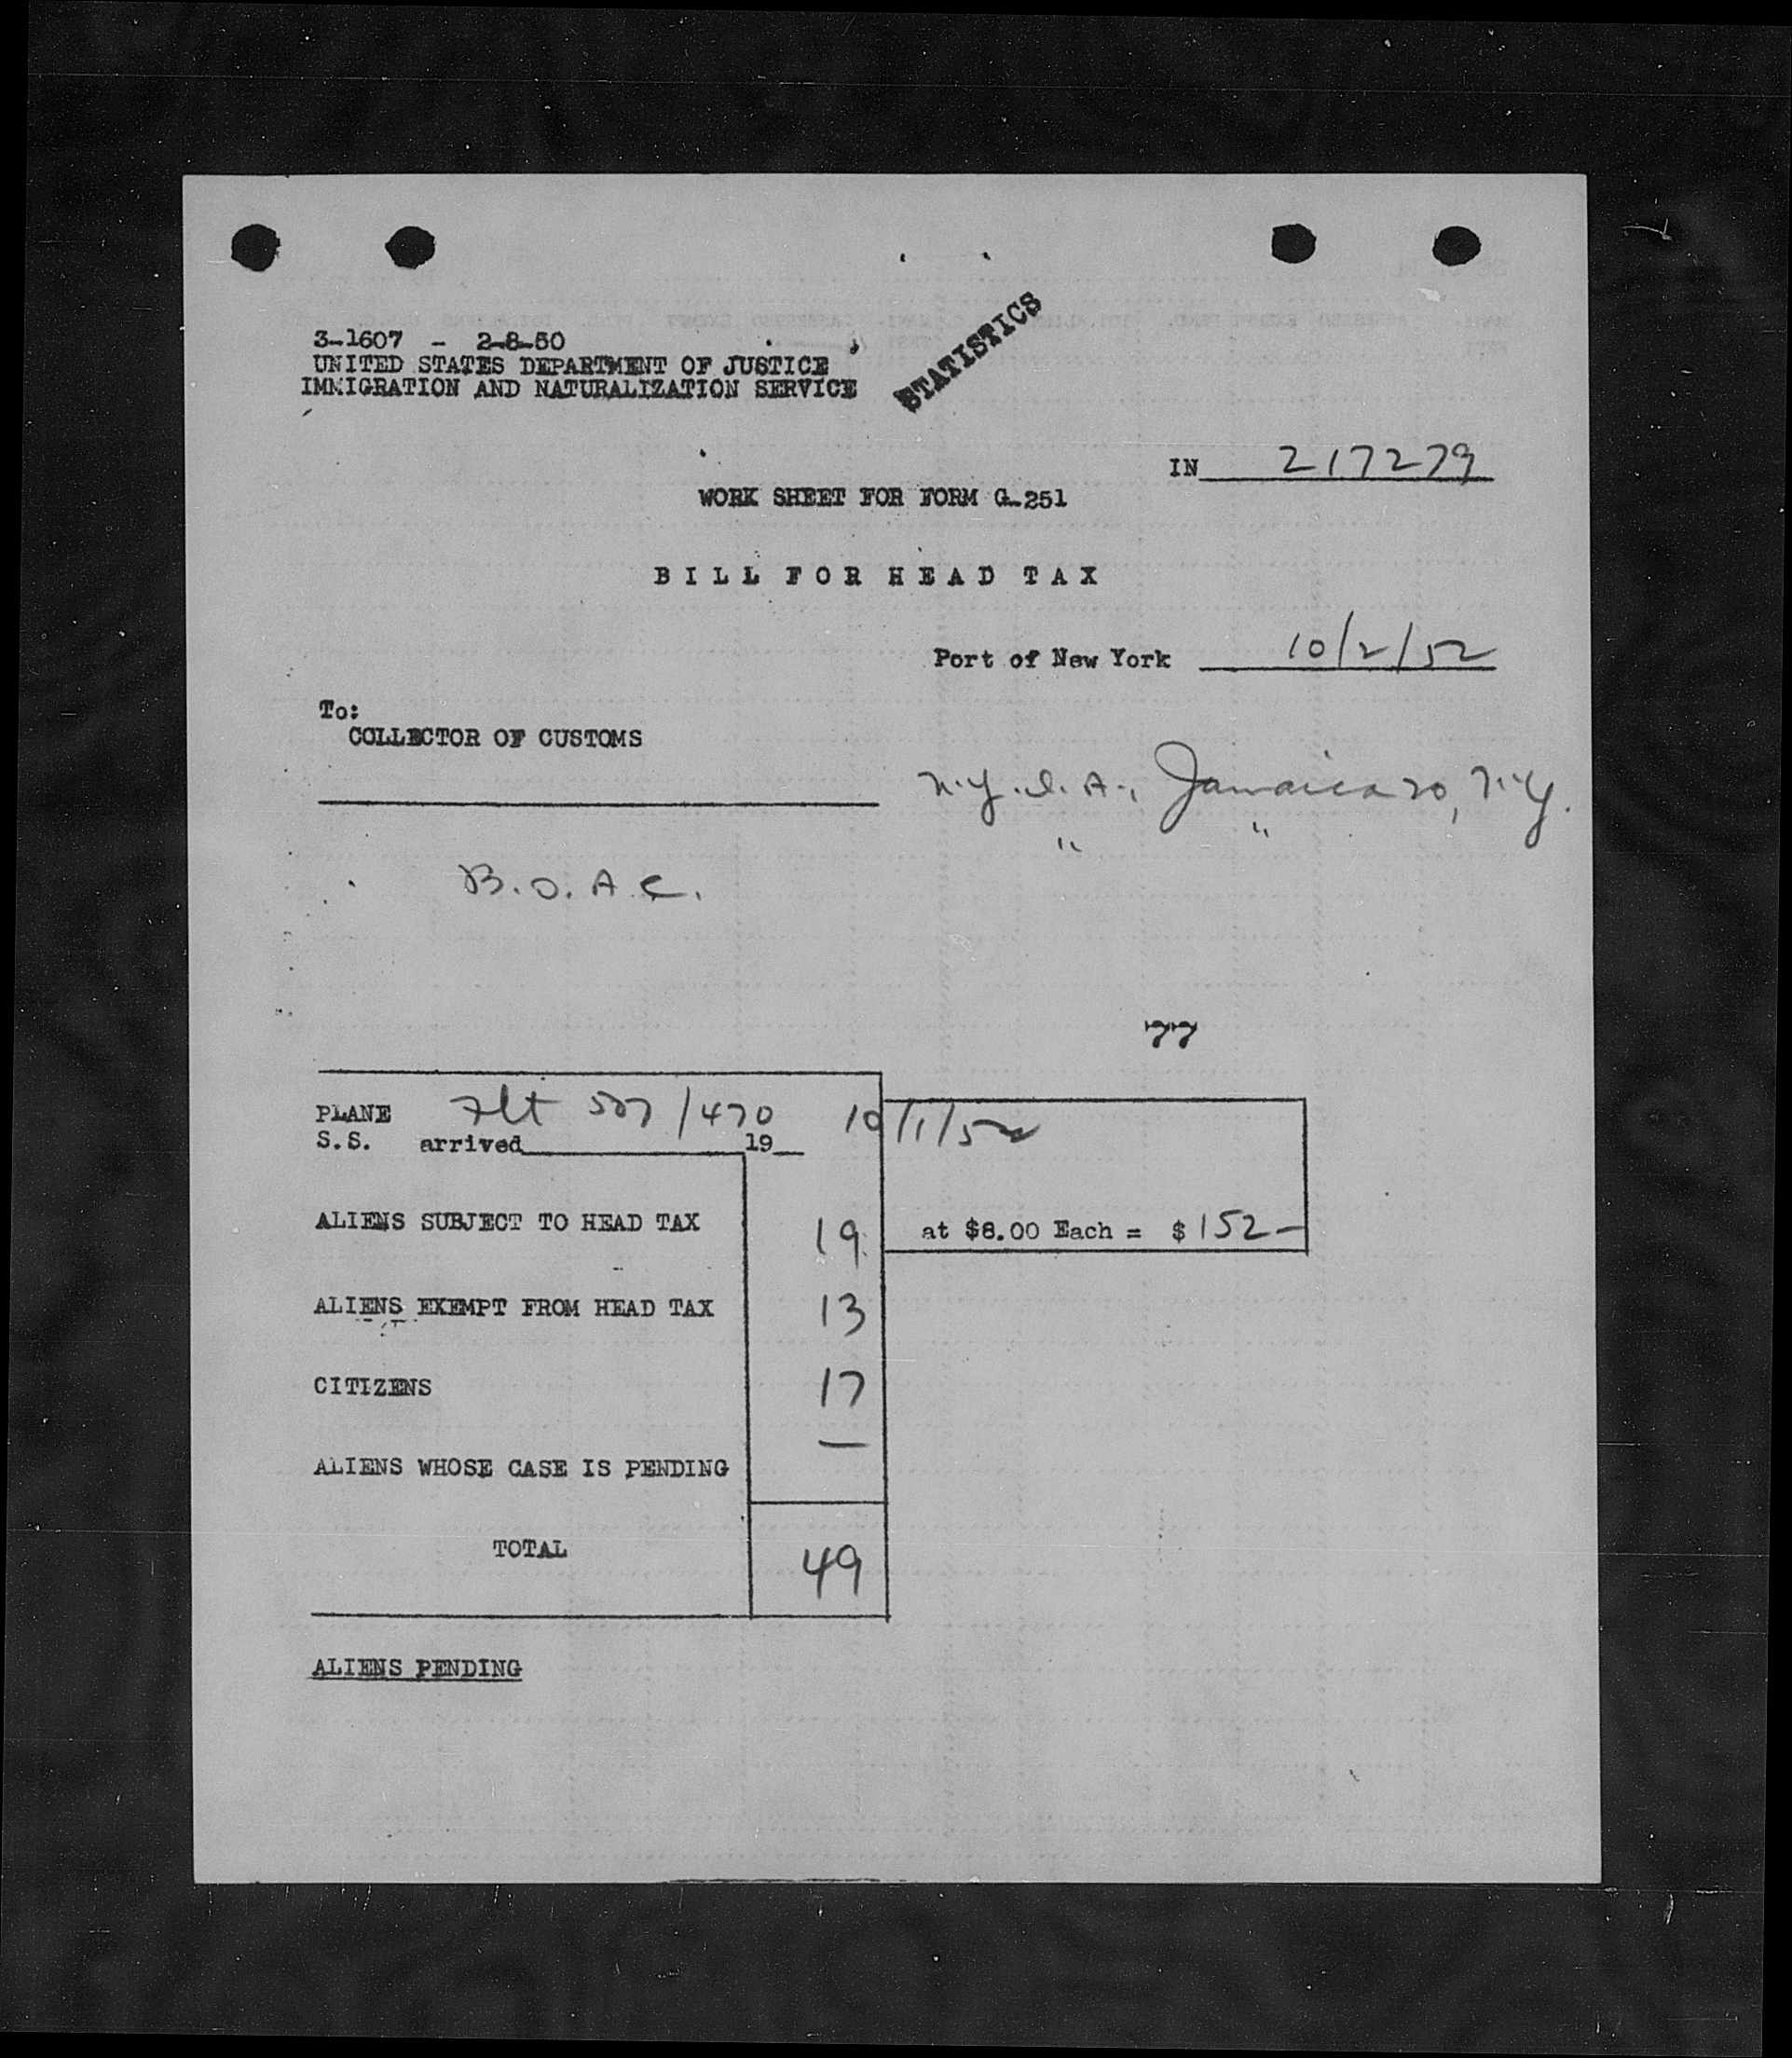 3-1607 - 2-8-50
UNITED STATES DEPARTMENT OF JUSTICE
IMMIGRATION AND NATURALIZATION SERVICE
STATISTICS
IN 217279
WORK SHEET FOR FORM G-251
BILL FOR HEAD TAX
Port of New York 10/2/52
To:
COLLECTOR OF CUSTOMS
N.Y.I.A., Jamaica 20, N.Y.
" "
B.O.A.C.
77
PLANE Flt 507/470 10/1/52
S.S. arrived 19
ALIENS SUBJECT TO HEAD TAX 19 at $8.00 Each = $ 152-
ALIENS EXEMPT FROM HEAD TAX 13
CITIZENS 17
ALIENS WHOSE CASE IS PENDING —
TOTAL 49
ALIENS PENDING